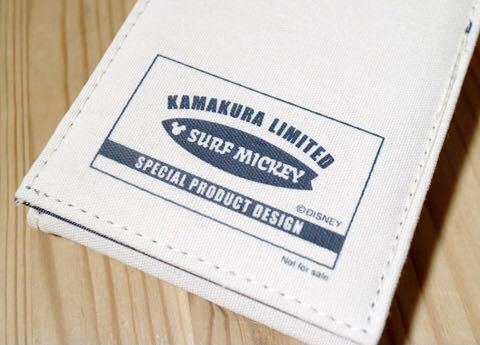 KAMAKURA LIMITED
SURF MICKEY
SPECIAL PRODUCT DESIGN
©DISNEY
Not for sale